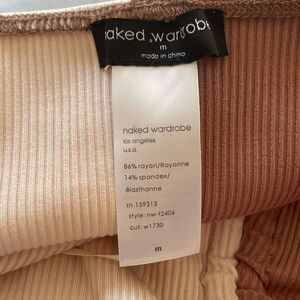 naked wardrobe
m
made in china
naked wardrobe
los angeles
u.s.a.
86% rayon/Rayonne
14% spandex/
élasthanne
rn 159313
style: nw-t2406
cut: w1730
m